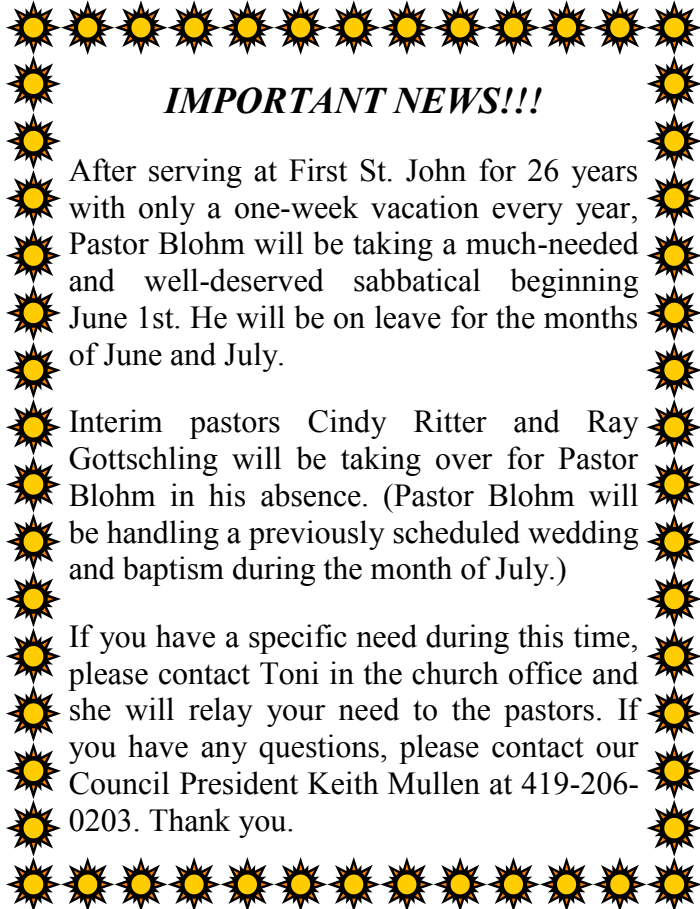 IMPORTANT NEWS!!!
After serving at First St. John for 26 years
with only a one-week vacation every year,
Pastor Blohm will be taking a much-needed
and well-deserved sabbatical beginning
June 1st. He will be on leave for the months
of June and July.
Interim pastors Cindy Ritter and Ray
Gottschling will be taking over for Pastor
Blohm in his absence. (Pastor Blohm will
be handling a previously scheduled wedding
and baptism during the month of July.)
If you have a specific need during this time,
please contact Toni in the church office and
she will relay your need to the pastors. If
you have any questions, please contact our
Council President Keith Mullen at 419-206-
0203. Thank you.